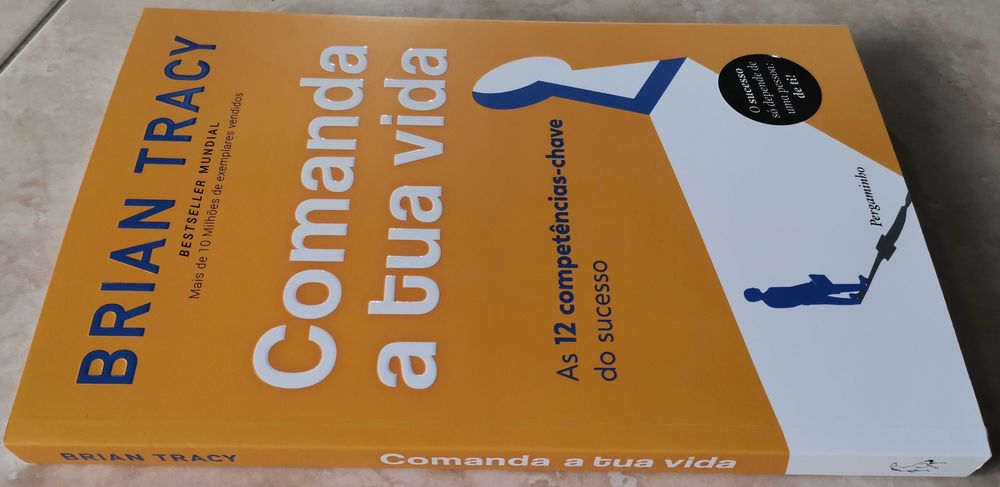 BRIAN TRACY
BESTSELLER MUNDIAL
Mais de 10 Milhões de exemplares vendidos
Comanda
a tua vida
As 12 competências-chave
do sucesso
O sucesso
só depende de
uma pessoa:
de ti!
Pergaminho
BRIAN TRACY Comanda a tua vida